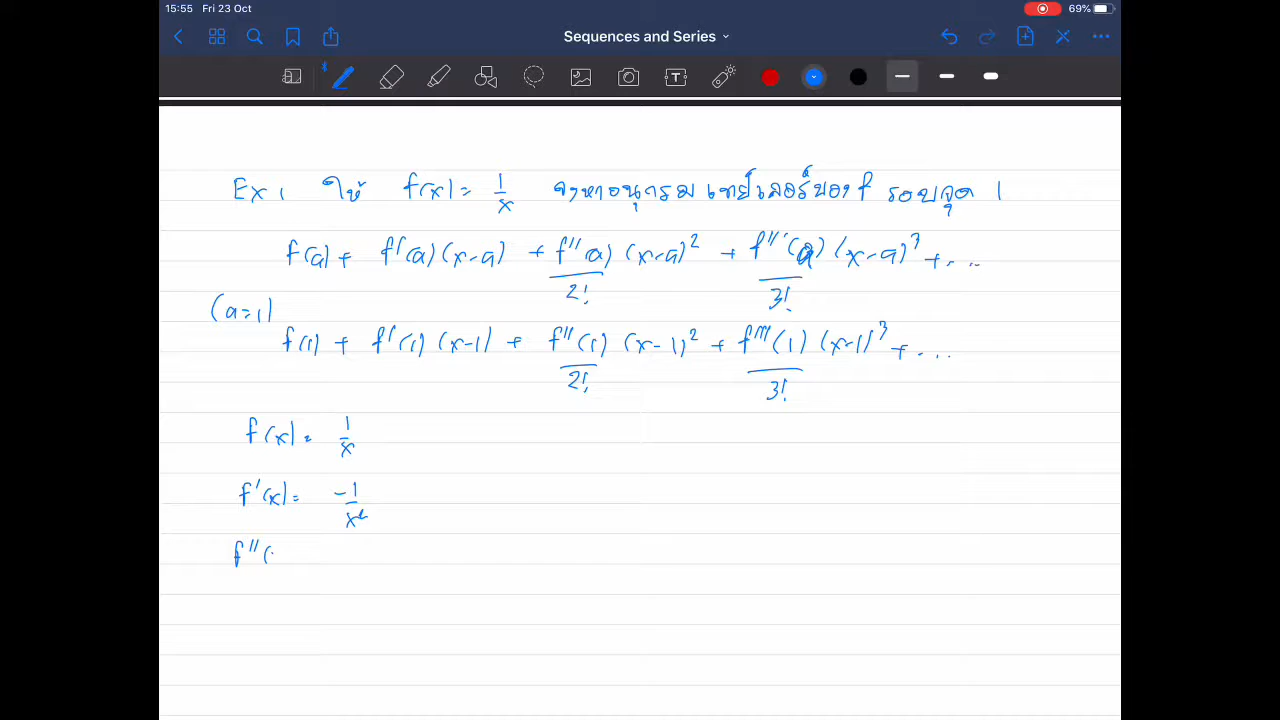 15:55 Fri 23 Oct 69%
Sequences and Series
Ex 1 ให้ f(x) = 1/x จงหาอนุกรมเทย์เลอร์ของ f รอบจุด 1
f(a) + f'(a)(x-a) + f''(a)/2! (x-a)² + f'''(a)/3! (x-a)³ + ...
(a=1)
f(1) + f'(1)(x-1) + f''(1)/2! (x-1)² + f'''(1)/3! (x-1)³ + ...
f(x) = 1/x
f'(x) = -1/x²
f''(